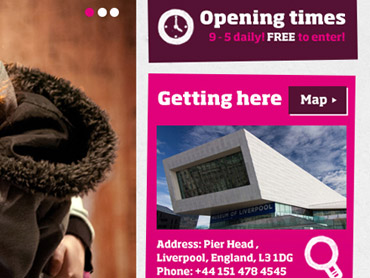 Opening times
9 - 5 daily! FREE to enter!
Getting here
Map
MUSEUM OF LIVERPOOL
Address: Pier Head ,
Liverpool, England, L3 1DG
Phone: +44 151 478 4545